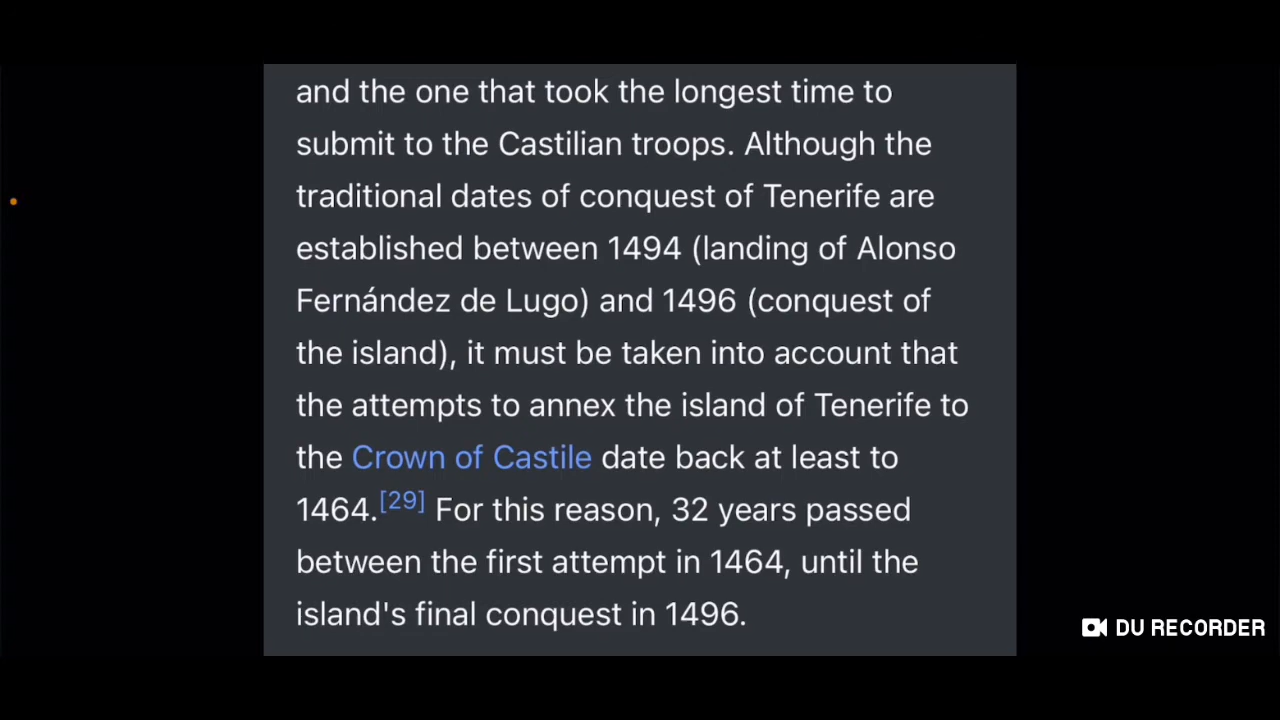 and the one that took the longest time to
submit to the Castilian troops. Although the
traditional dates of conquest of Tenerife are
established between 1494 (landing of Alonso
Fernández de Lugo) and 1496 (conquest of
the island), it must be taken into account that
the attempts to annex the island of Tenerife to
the Crown of Castile date back at least to
1464.[29] For this reason, 32 years passed
between the first attempt in 1464, until the
island's final conquest in 1496.
DU RECORDER